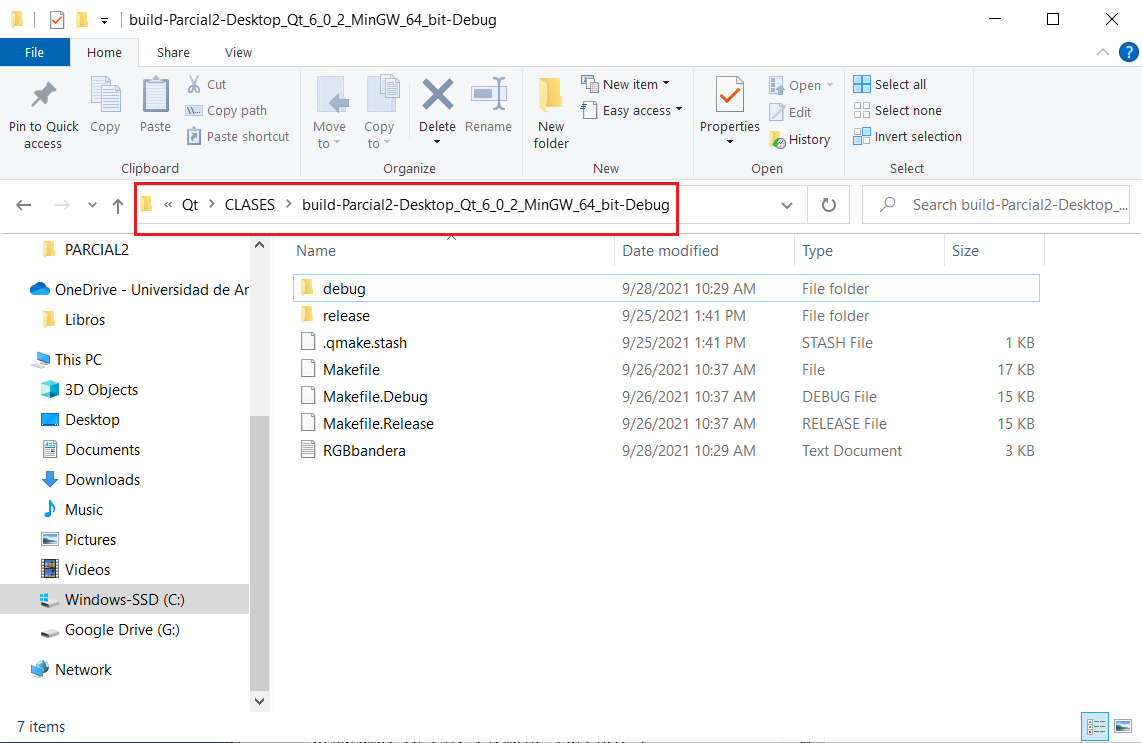 build-Parcial2-Desktop_Qt_6_0_2_MinGW_64_bit-Debug
File Home Share View
Pin to Quick access
Copy
Paste
Cut
Copy path
Paste shortcut
Clipboard
Move to
Copy to
Delete
Rename
Organize
New folder
New item
Easy access
New
Properties
Open
Edit
History
Open
Select all
Select none
Invert selection
Select
« Qt > CLASES > build-Parcial2-Desktop_Qt_6_0_2_MinGW_64_bit-Debug
Search build-Parcial2-Desktop_...
PARCIAL2
OneDrive - Universidad de Ar
Libros
This PC
3D Objects
Desktop
Documents
Downloads
Music
Pictures
Videos
Windows-SSD (C:)
Google Drive (G:)
Network
Name Date modified Type Size
debug 9/28/2021 10:29 AM File folder
release 9/25/2021 1:41 PM File folder
.qmake.stash 9/25/2021 1:41 PM STASH File 1 KB
Makefile 9/26/2021 10:37 AM File 17 KB
Makefile.Debug 9/26/2021 10:37 AM DEBUG File 15 KB
Makefile.Release 9/26/2021 10:37 AM RELEASE File 15 KB
RGBbandera 9/28/2021 10:29 AM Text Document 3 KB
7 items